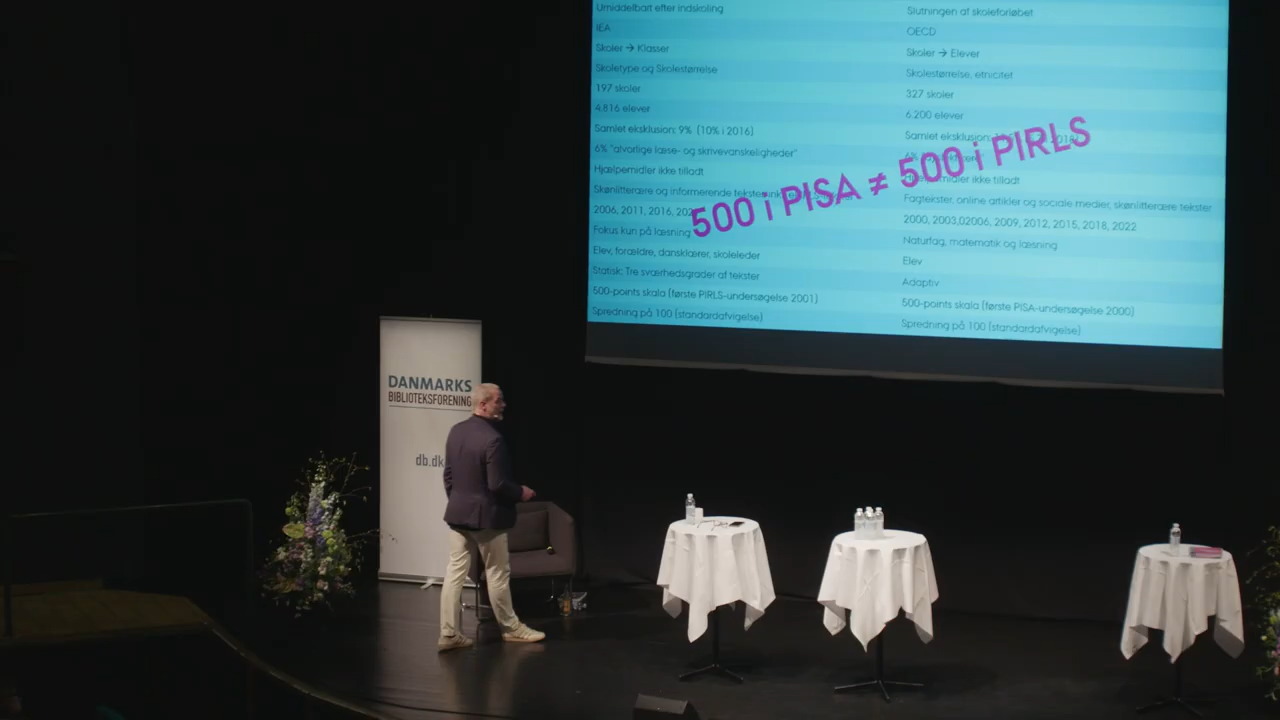 Umiddelbart efter indskoling
Slutningen af skoleforløbet
IEA
OECD
Skoler → Klasser
Skoler → Elever
Skoletype og Skolestørrelse
Skolestørrelse, etnicitet
197 skoler
327 skoler
4.816 elever
6.200 elever
Samlet eksklusion: 9% (10% i 2016)
Samlet eksklusion:
6% "alvorlige læse- og skrivevanskeligheder"
Hjælpemidler ikke tilladt
Hjælpemidler ikke tilladt
Skønlitterære og informerende tekster
Fagtekster, online artikler og sociale medier, skønlitterære tekster
2006, 2011, 2016,
2000, 2003,02006, 2009, 2012, 2015, 2018, 2022
Fokus kun på læsning
Naturfag, matematik og læsning
Elev, forældre, dansklærer, skoleleder
Elev
Statisk: Tre sværhedsgrader af tekster
Adaptiv
500-points skala (første PIRLS-undersøgelse 2001)
500-points skala (første PISA-undersøgelse 2000)
Spredning på 100 (standardafvigelse)
Spredning på 100 (standardafvigelse)
500 i PISA ≠ 500 i PIRLS
DANMARKS
BIBLIOTEKSFORENING
db.dk